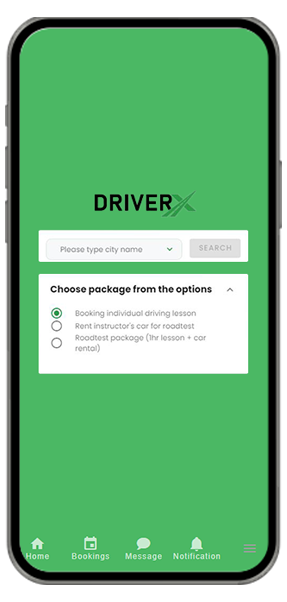 DRIVERX
Please type city name
SEARCH
Choose package from the options
Booking individual driving lesson
Rent instructor's car for roadtest
Roadtest package (1hr lesson + car
rental)
Home
Bookings
Message
Notification